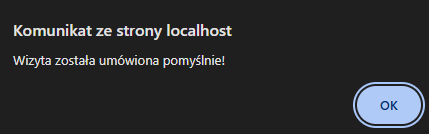 Komunikat ze strony localhost
Wizyta została umówiona pomyślnie!
OK